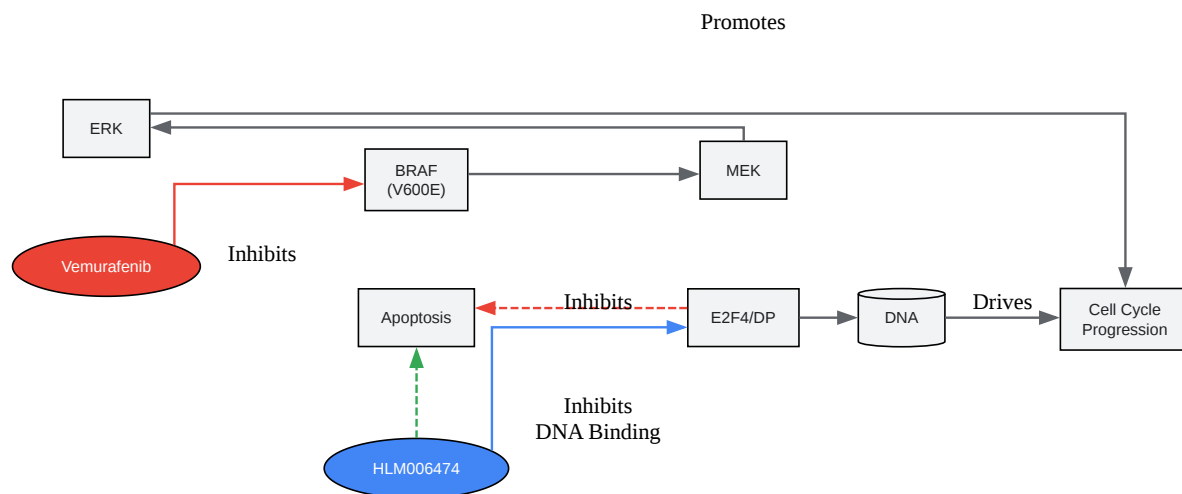 Promotes
ERK
BRAF
(V600E)
MEK
Vemurafenib
Inhibits
Apoptosis
Inhibits
E2F4/DP
DNA
Drives
Cell Cycle
Progression
Inhibits
DNA Binding
HLM006474